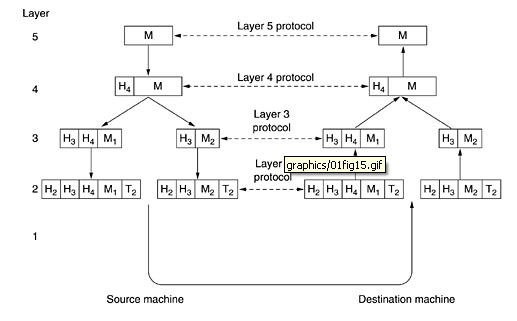 Layer
5 M Layer 5 protocol M
4 H4 M Layer 4 protocol H4 M
Layer 3
protocol
3 H3 H4 M1 H3 M2 H3 H4 M1 H3 M2
graphics/01fig15.gif
Layer
protocol
2 H2 H3 H4 M1 T2 H2 H3 M2 T2 H2 H3 H4 M1 T2 H2 H3 M2 T2
1
Source machine Destination machine